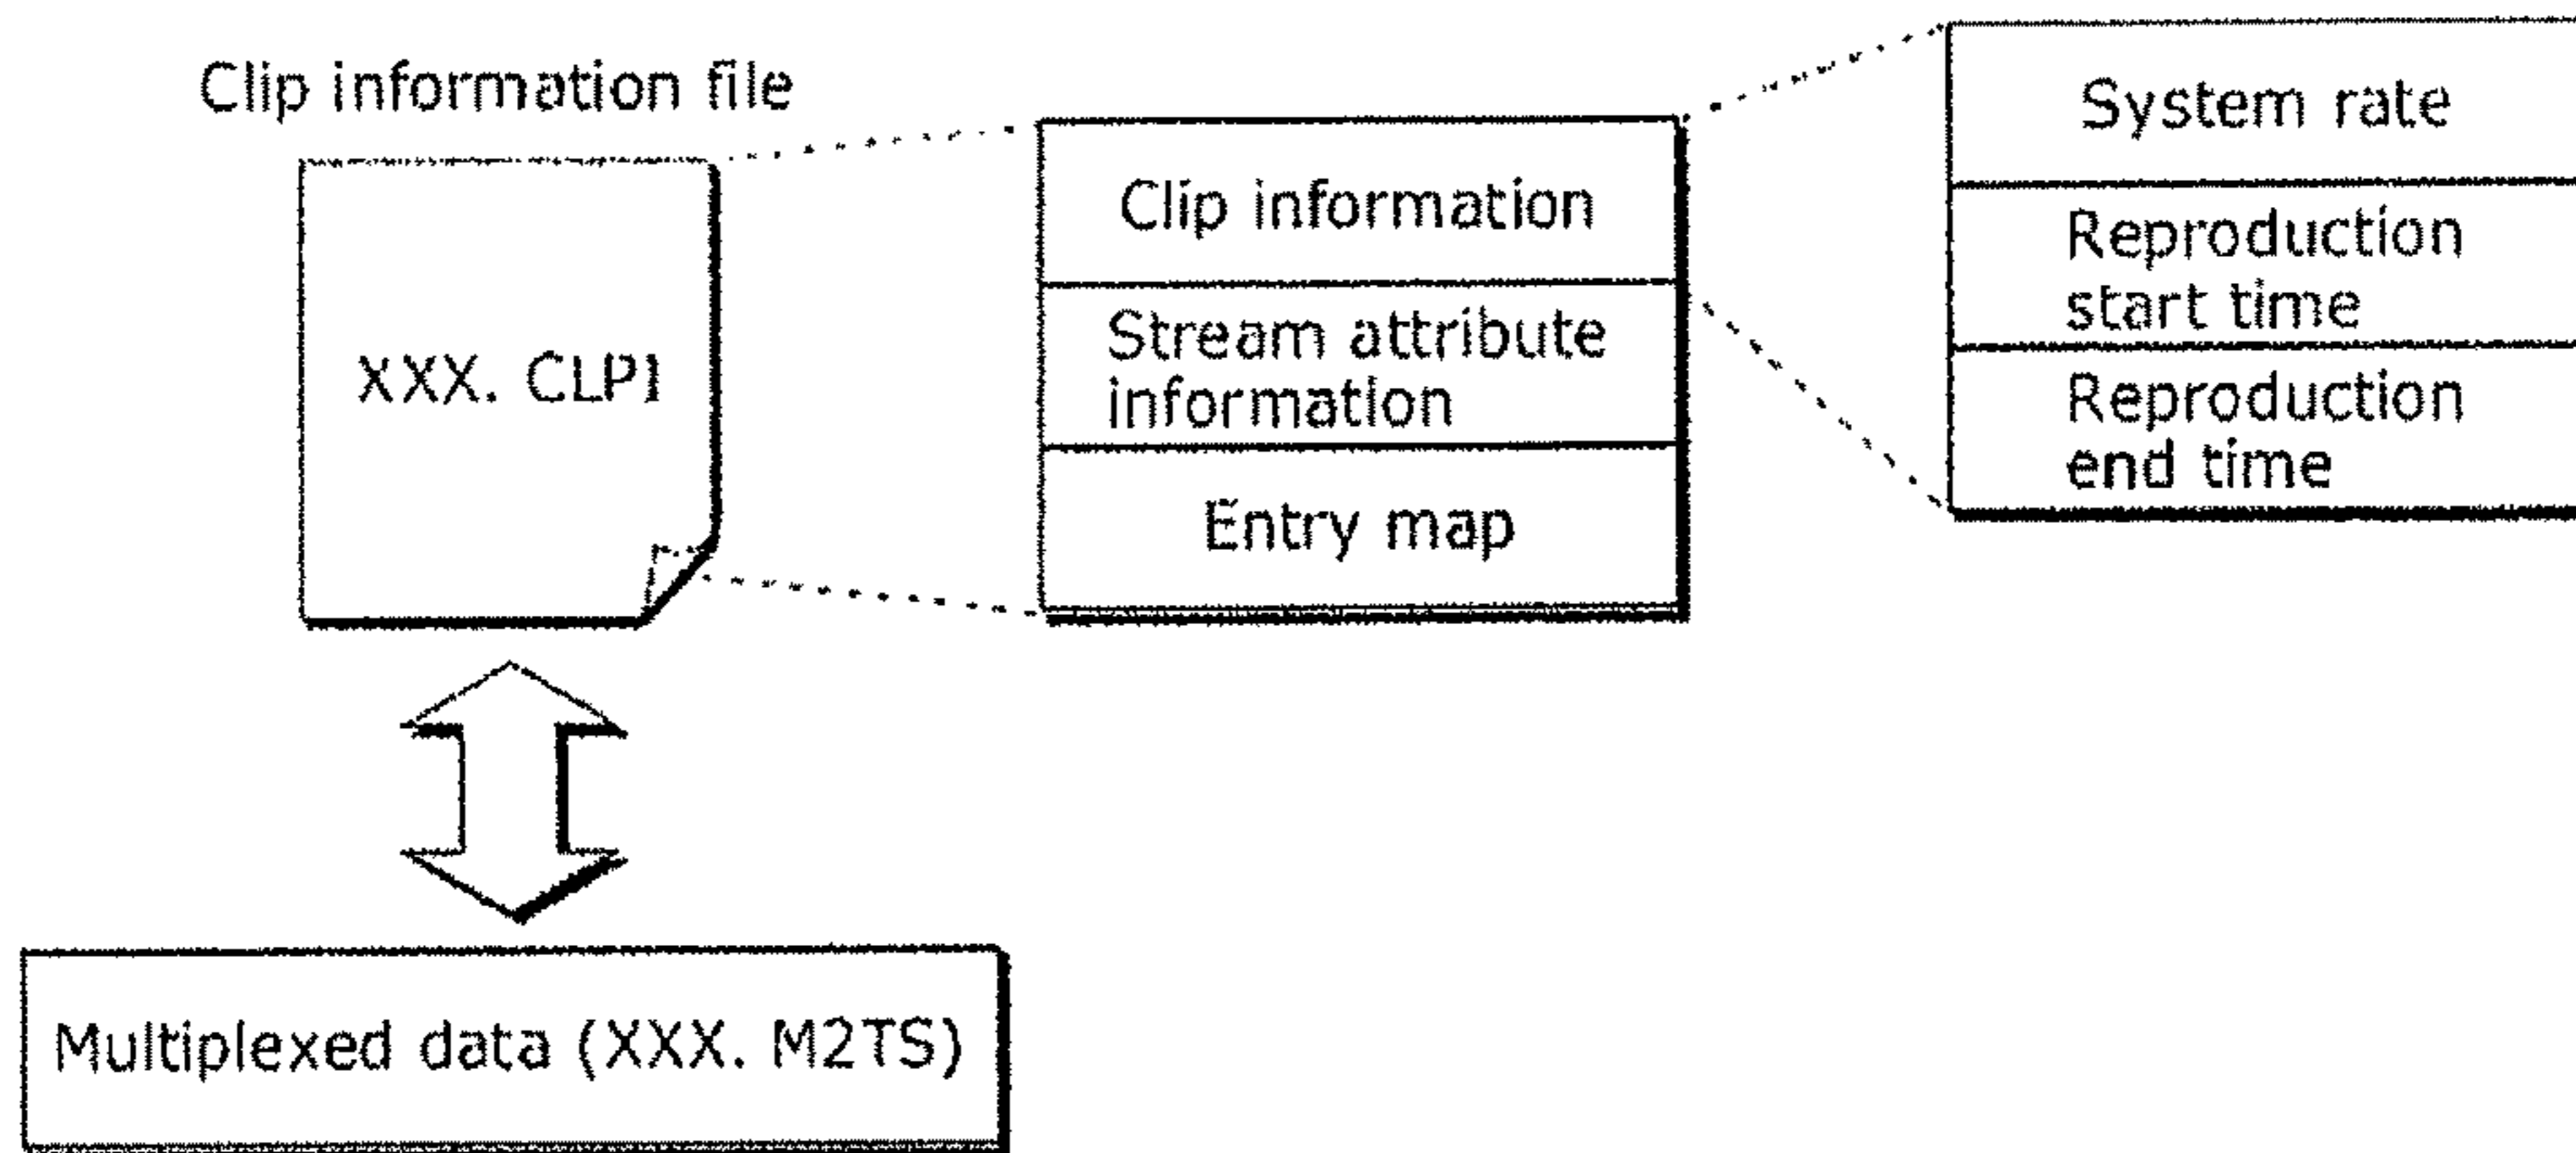 Clip information file
XXX. CLPI
Clip information
Stream attribute
information
Entry map
System rate
Reproduction
start time
Reproduction
end time
Multiplexed data (XXX. M2TS)